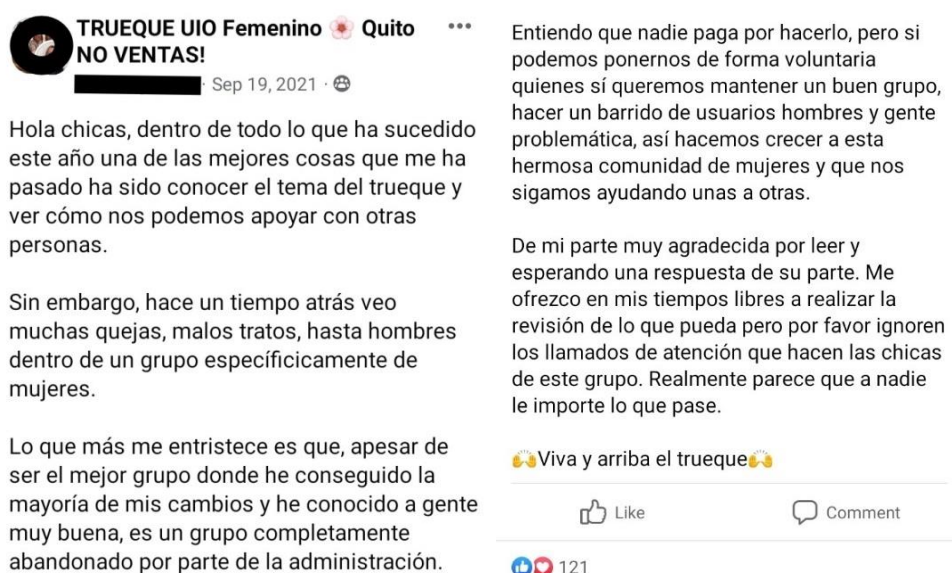 TRUEQUE UIO Femenino 🌸 Quito
NO VENTAS!
· Sep 19, 2021 ·
Hola chicas, dentro de todo lo que ha sucedido
este año una de las mejores cosas que me ha
pasado ha sido conocer el tema del trueque y
ver cómo nos podemos apoyar con otras
personas.
Sin embargo, hace un tiempo atrás veo
muchas quejas, malos tratos, hasta hombres
dentro de un grupo específicicamente de
mujeres.
Lo que más me entristece es que, apesar de
ser el mejor grupo donde he conseguido la
mayoría de mis cambios y he conocido a gente
muy buena, es un grupo completamente
abandonado por parte de la administración.
Entiendo que nadie paga por hacerlo, pero si
podemos ponernos de forma voluntaria
quienes sí queremos mantener un buen grupo,
hacer un barrido de usuarios hombres y gente
problemática, así hacemos crecer a esta
hermosa comunidad de mujeres y que nos
sigamos ayudando unas a otras.
De mi parte muy agradecida por leer y
esperando una respuesta de su parte. Me
ofrezco en mis tiempos libres a realizar la
revisión de lo que pueda pero por favor ignoren
los llamados de atención que hacen las chicas
de este grupo. Realmente parece que a nadie
le importe lo que pase.
🙌Viva y arriba el trueque🙌
Like
Comment
121